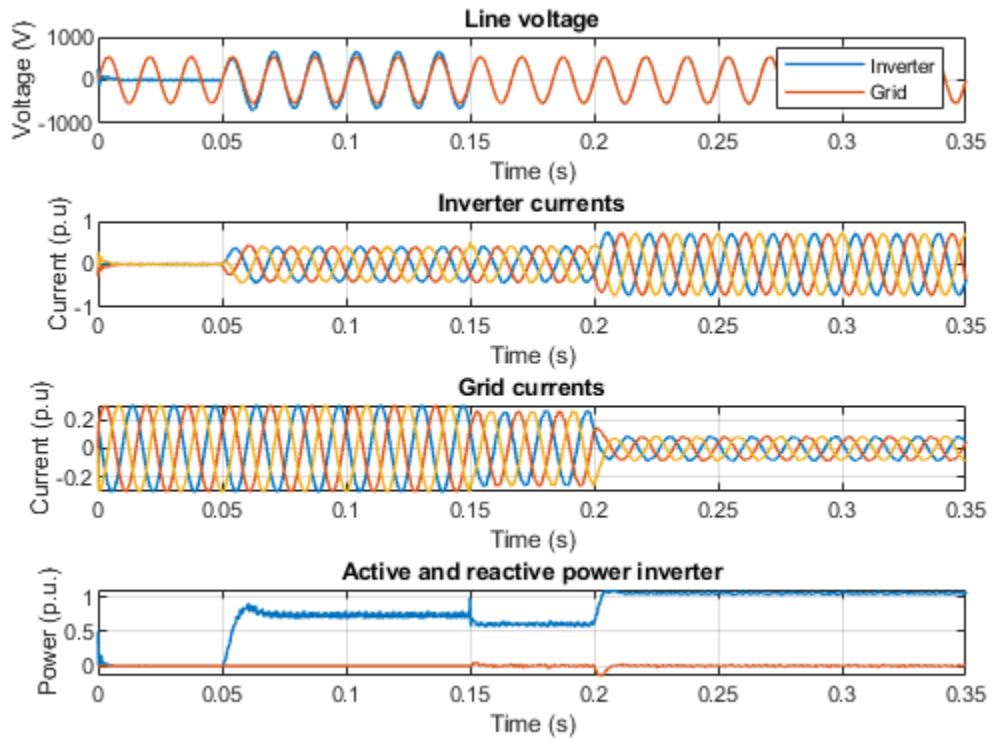 Line voltage
Voltage (V)
1000
0
-1000
Inverter
Grid
0 0.05 0.1 0.15 0.2 0.25 0.3 0.35
Time (s)
Inverter currents
Current (p.u)
1
0
-1
0 0.05 0.1 0.15 0.2 0.25 0.3 0.35
Time (s)
Grid currents
Current (p.u)
0.2
0
-0.2
0 0.05 0.1 0.15 0.2 0.25 0.3 0.35
Time (s)
Active and reactive power inverter
Power (p.u.)
1
0.5
0
0 0.05 0.1 0.15 0.2 0.25 0.3 0.35
Time (s)